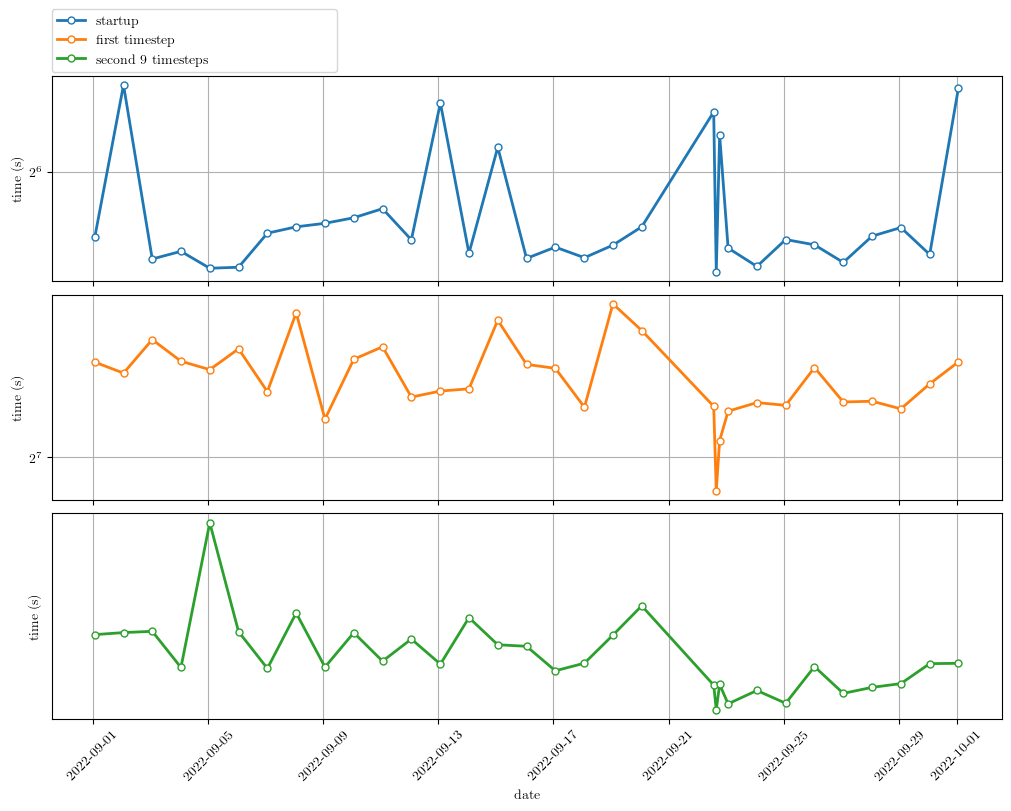 startup
first timestep
second 9 timesteps
time (s)
2^6
time (s)
2^7
time (s)
2022-09-01
2022-09-05
2022-09-09
2022-09-13
2022-09-17
2022-09-21
2022-09-25
2022-09-29
2022-10-01
date